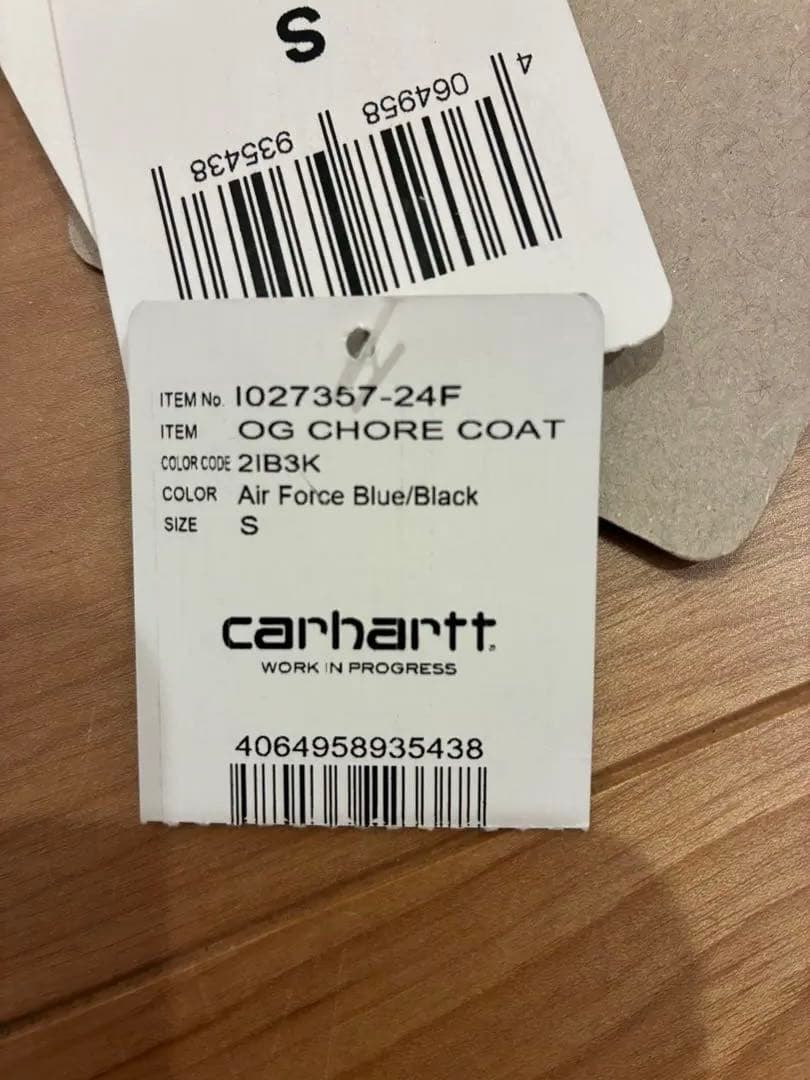 S
4 064958 935438
ITEM No. I027357-24F
ITEM OG CHORE COAT
COLOR CODE 2IB3K
COLOR Air Force Blue/Black
SIZE S
carhartt.
WORK IN PROGRESS
4064958935438